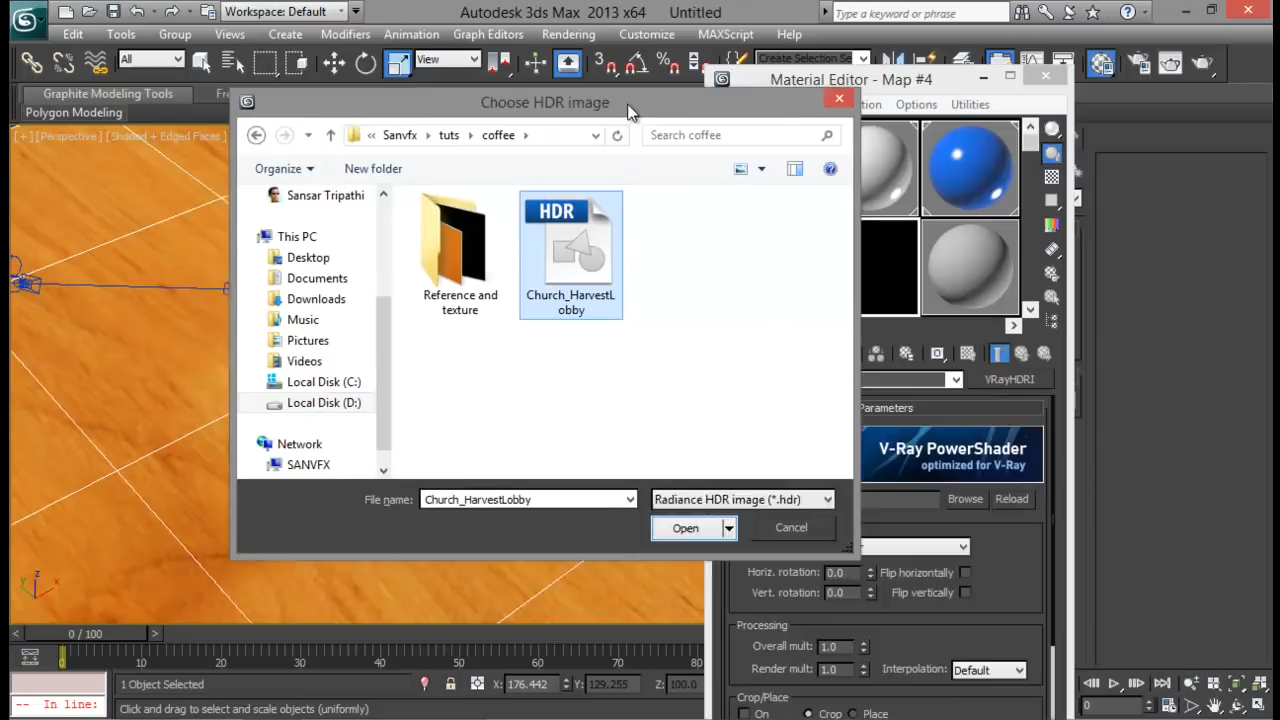 Workspace: Default
Autodesk 3ds Max 2013 x64 Untitled
Type a keyword or phrase
Edit Tools Group Views Create Modifiers Animation Graph Editors Rendering Customize MAXScript Help
All
View
Create Selection Se
Graphite Modeling Tools
Fre
Polygon Modeling
[+] [Perspective] [Shaded + Edged Faces]
Material Editor - Map #4
Options Utilities
Choose HDR image
Sanvfx tuts coffee
Search coffee
Organize New folder
Sansar Tripathi
This PC
Desktop
Documents
Downloads
Music
Pictures
Videos
Local Disk (C:)
Local Disk (D:)
Network
SANVFX
Reference and
texture
HDR
Church_HarvestL
obby
File name: Church_HarvestLobby
Radiance HDR image (*.hdr)
Open Cancel
VRayHDRI
Parameters
V-Ray PowerShader
optimized for V-Ray
Browse Reload
Horiz. rotation: 0.0 Flip horizontally
Vert. rotation: 0.0 Flip vertically
Processing
Overall mult: 1.0
Render mult: 1.0 Interpolation: Default
Crop/Place
On Crop Place
z
y x
0 / 100
0 10 20 30 40 50 60 70 80
1 Object Selected
X: 176.442 Y: 129.255 Z: 100.0
-- In line:
Click and drag to select and scale objects (uniformly)
0